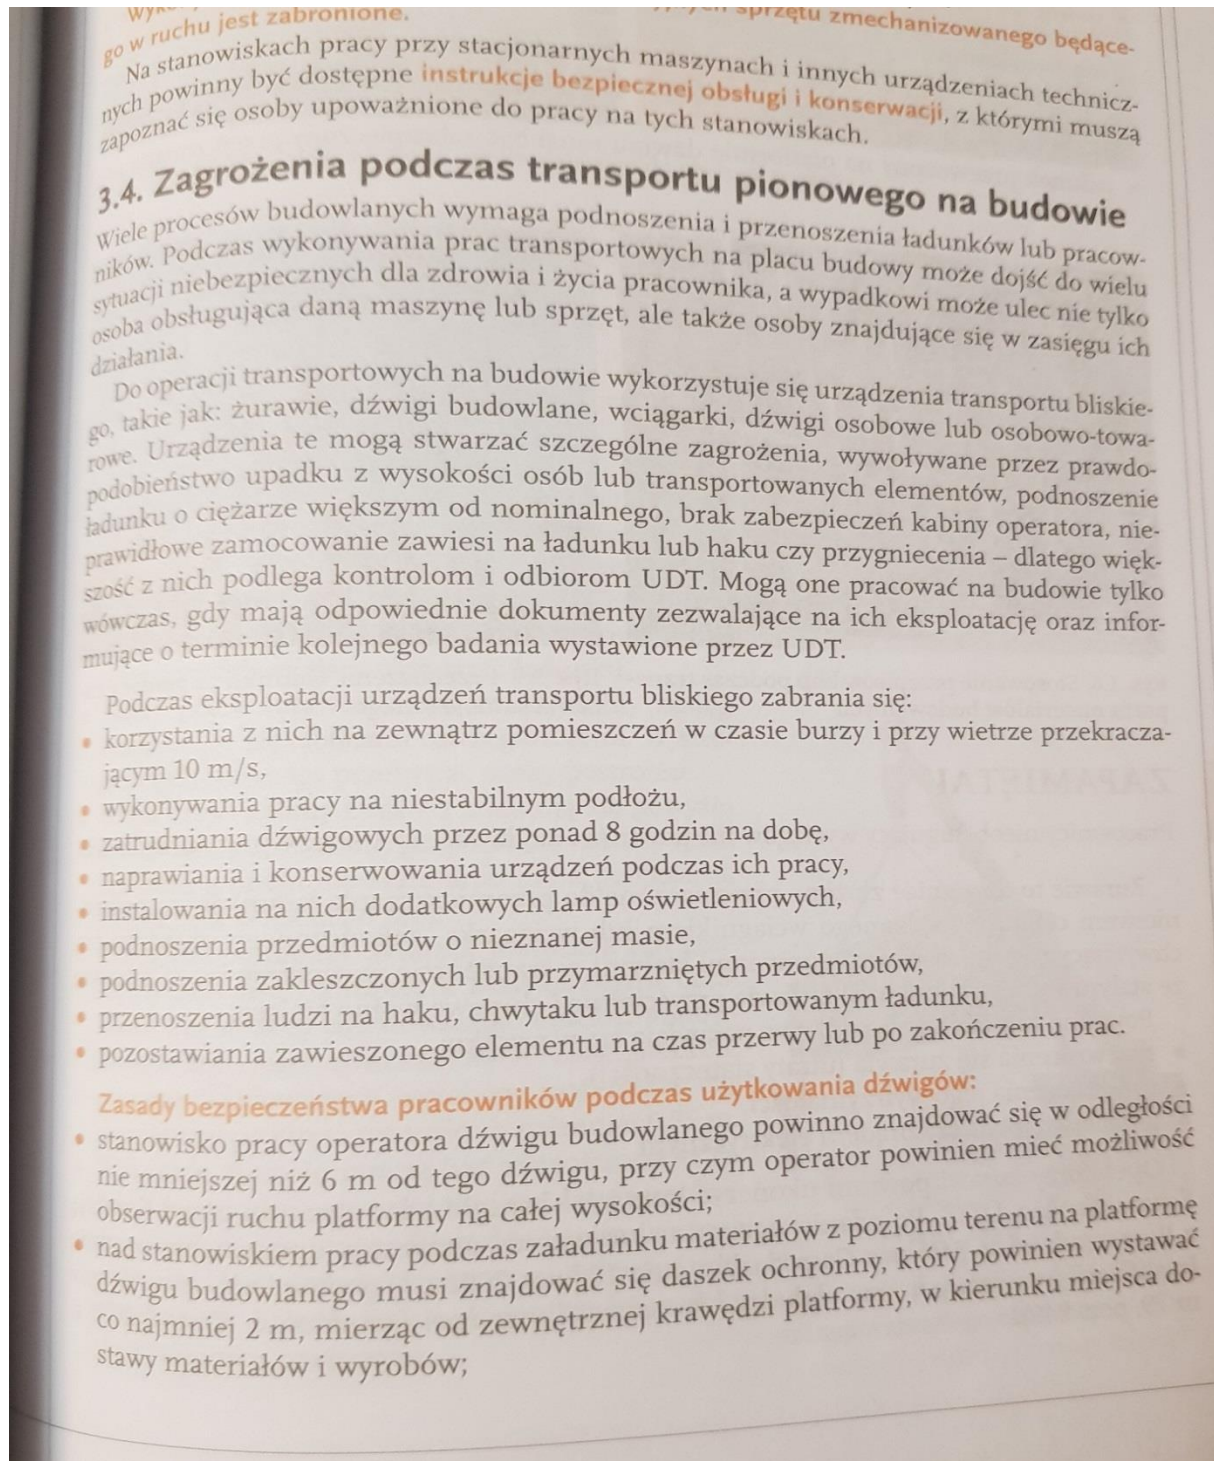 sprzętu zmechanizowanego będące-
go w ruchu jest zabronione.
Na stanowiskach pracy przy stacjonarnych maszynach i innych urządzeniach technicz-
nych powinny być dostępne instrukcje bezpiecznej obsługi i konserwacji, z którymi muszą
zapoznać się osoby upoważnione do pracy na tych stanowiskach.
3.4. Zagrożenia podczas transportu pionowego na budowie
Wiele procesów budowlanych wymaga podnoszenia i przenoszenia ładunków lub pracow-
ników. Podczas wykonywania prac transportowych na placu budowy może dojść do wielu
sytuacji niebezpiecznych dla zdrowia i życia pracownika, a wypadkowi może ulec nie tylko
osoba obsługująca daną maszynę lub sprzęt, ale także osoby znajdujące się w zasięgu ich
działania.
Do operacji transportowych na budowie wykorzystuje się urządzenia transportu bliskie-
go, takie jak: żurawie, dźwigi budowlane, wciągarki, dźwigi osobowe lub osobowo-towa-
rowe. Urządzenia te mogą stwarzać szczególne zagrożenia, wywoływane przez prawdo-
podobieństwo upadku z wysokości osób lub transportowanych elementów, podnoszenie
ładunku o ciężarze większym od nominalnego, brak zabezpieczeń kabiny operatora, nie-
prawidłowe zamocowanie zawiesi na ładunku lub haku czy przygniecenia – dlatego więk-
szość z nich podlega kontrolom i odbiorom UDT. Mogą one pracować na budowie tylko
wówczas, gdy mają odpowiednie dokumenty zezwalające na ich eksploatację oraz infor-
mujące o terminie kolejnego badania wystawione przez UDT.
Podczas eksploatacji urządzeń transportu bliskiego zabrania się:
• korzystania z nich na zewnątrz pomieszczeń w czasie burzy i przy wietrze przekracza-
jącym 10 m/s,
• wykonywania pracy na niestabilnym podłożu,
• zatrudniania dźwigowych przez ponad 8 godzin na dobę,
• naprawiania i konserwowania urządzeń podczas ich pracy,
• instalowania na nich dodatkowych lamp oświetleniowych,
• podnoszenia przedmiotów o nieznanej masie,
• podnoszenia zakleszczonych lub przymarzniętych przedmiotów,
• przenoszenia ludzi na haku, chwytaku lub transportowanym ładunku,
• pozostawiania zawieszonego elementu na czas przerwy lub po zakończeniu prac.
Zasady bezpieczeństwa pracowników podczas użytkowania dźwigów:
• stanowisko pracy operatora dźwigu budowlanego powinno znajdować się w odległości
nie mniejszej niż 6 m od tego dźwigu, przy czym operator powinien mieć możliwość
obserwacji ruchu platformy na całej wysokości;
• nad stanowiskiem pracy podczas załadunku materiałów z poziomu terenu na platformę
dźwigu budowlanego musi znajdować się daszek ochronny, który powinien wystawać
co najmniej 2 m, mierząc od zewnętrznej krawędzi platformy, w kierunku miejsca do-
stawy materiałów i wyrobów;